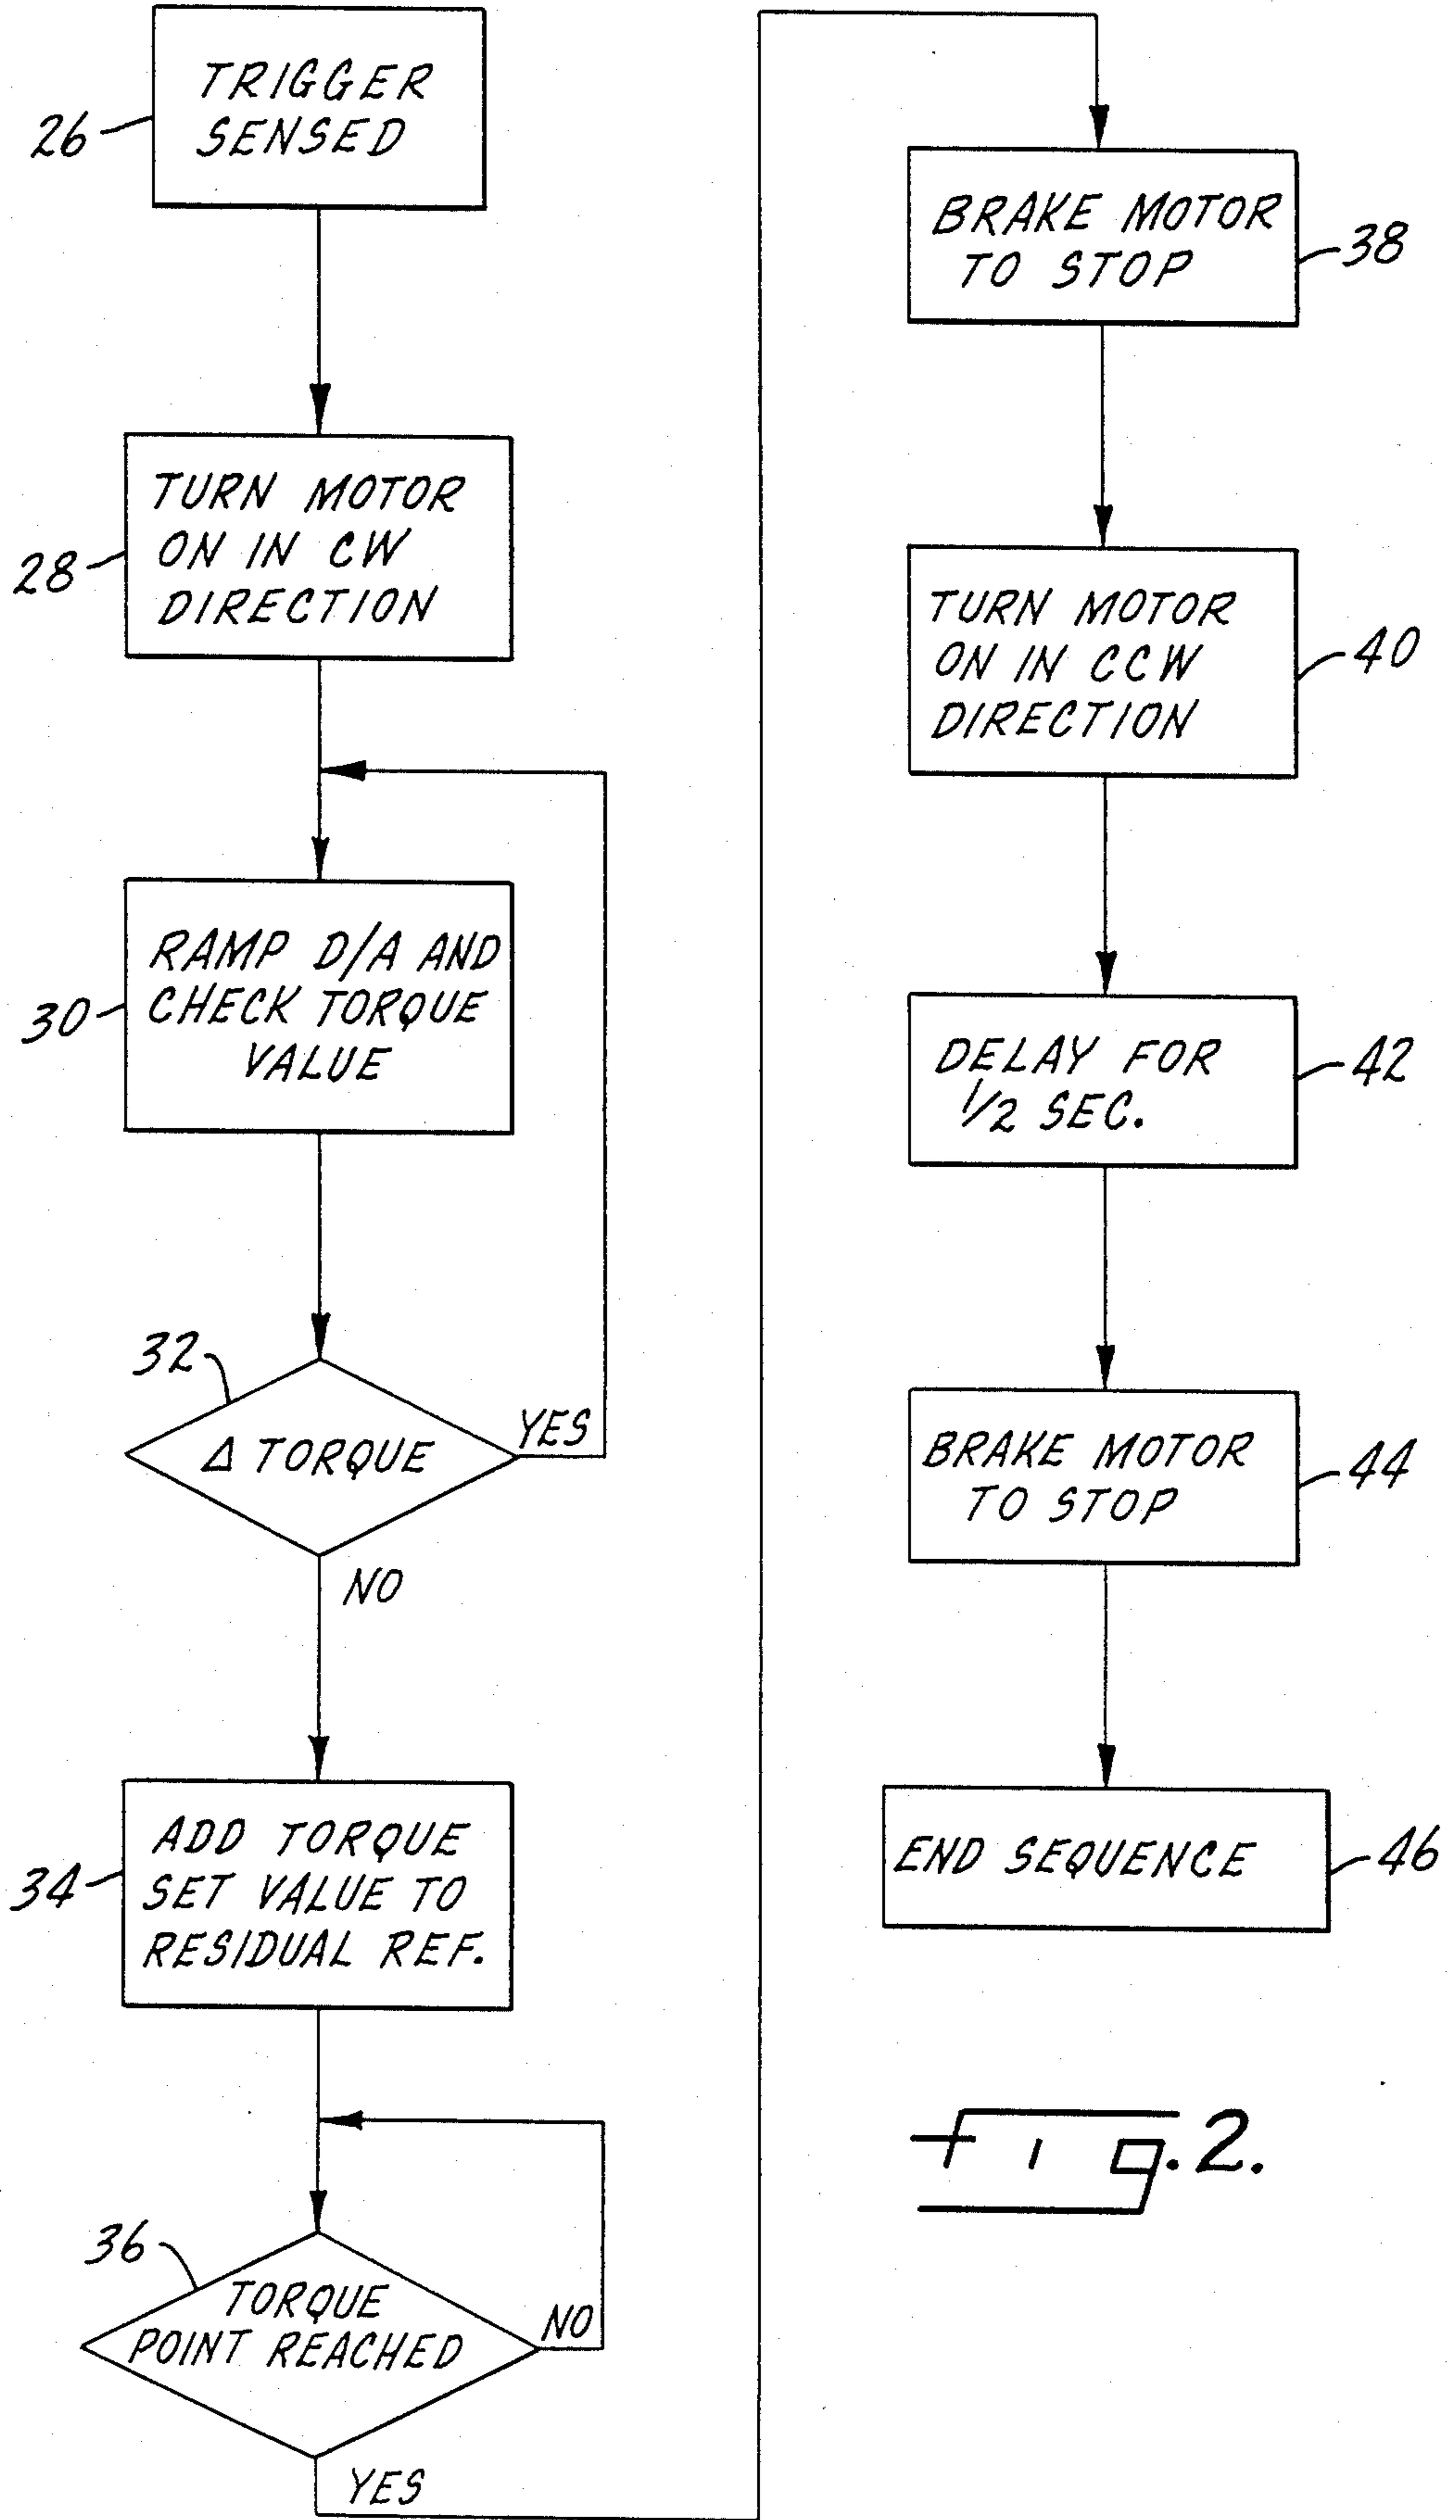 TRIGGER
SENSED
26
TURN MOTOR
ON IN CW
DIRECTION
28
RAMP D/A AND
CHECK TORQUE
VALUE
30
32
Δ TORQUE
YES
NO
ADD TORQUE
SET VALUE TO
RESIDUAL REF.
34
36
TORQUE
POINT REACHED
NO
YES
BRAKE MOTOR
TO STOP
38
TURN MOTOR
ON IN CCW
DIRECTION
40
DELAY FOR
1/2 SEC.
42
BRAKE MOTOR
TO STOP
44
END SEQUENCE
46
Fig. 2.